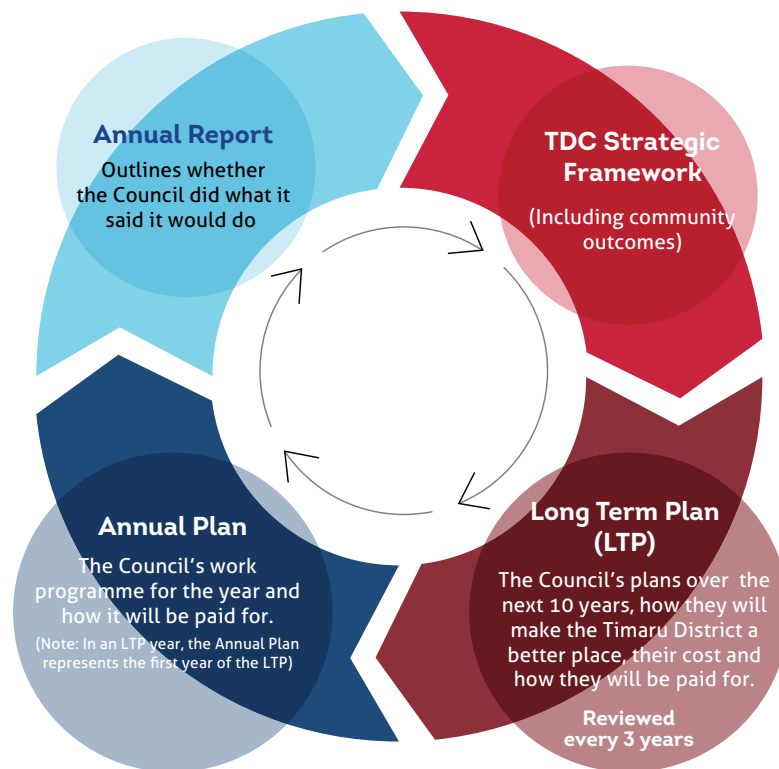 Annual Report
Outlines whether
the Council did what it
said it would do
TDC Strategic
Framework
(Including community
outcomes)
Long Term Plan
(LTP)
The Council’s plans over the
next 10 years, how they will
make the Timaru District a
better place, their cost and
how they will be paid for.
Reviewed
every 3 years
Annual Plan
The Council’s work
programme for the year and
how it will be paid for.
(Note: In an LTP year, the Annual Plan
represents the first year of the LTP)